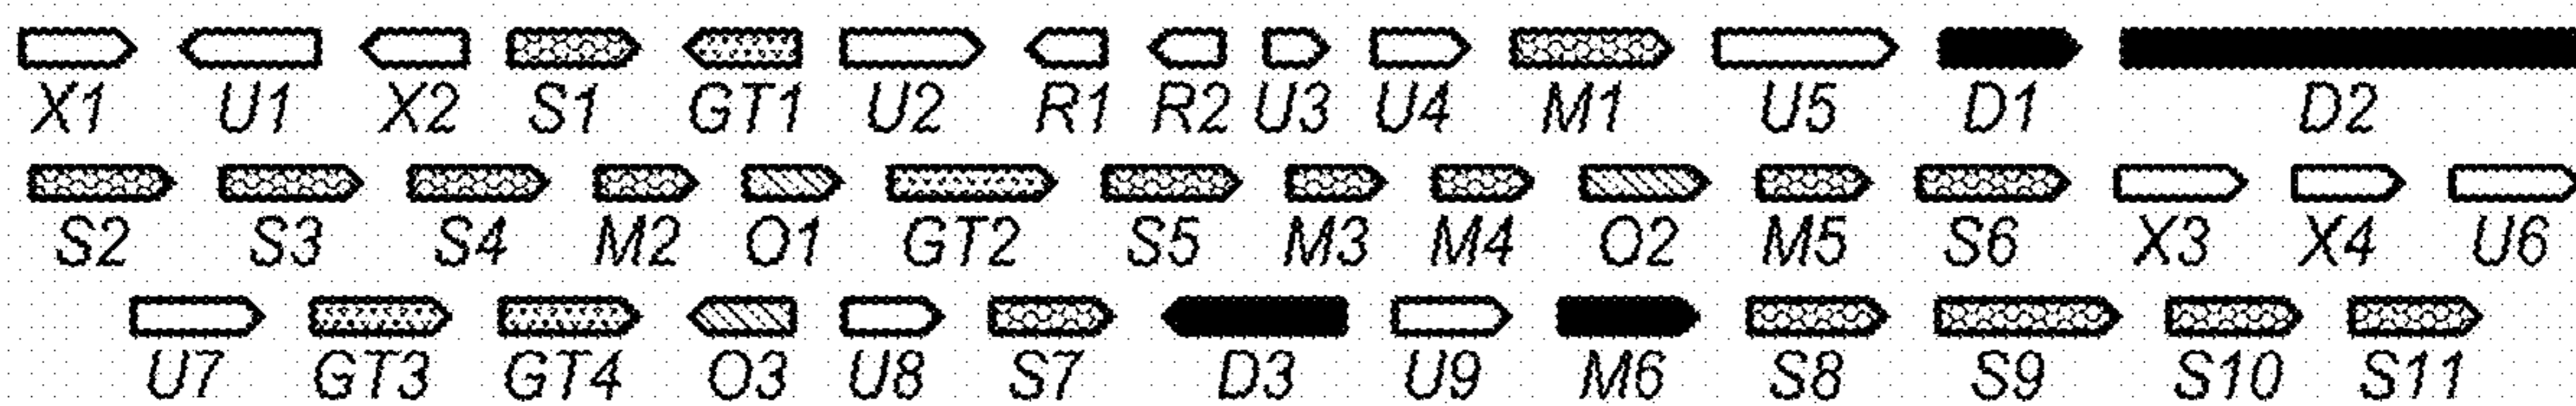 X1 U1 X2 S1 GT1 U2 R1 R2 U3 U4 M1 U5 D1 D2
S2 S3 S4 M2 O1 GT2 S5 M3 M4 O2 M5 S6 X3 X4 U6
U7 GT3 GT4 O3 U8 S7 D3 U9 M6 S8 S9 S10 S11